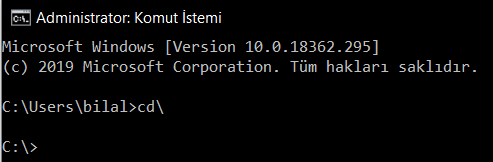 Administrator: Komut İstemi
Microsoft Windows [Version 10.0.18362.295]
(c) 2019 Microsoft Corporation. Tüm hakları saklıdır.
C:\Users\bilal>cd\
C:\>